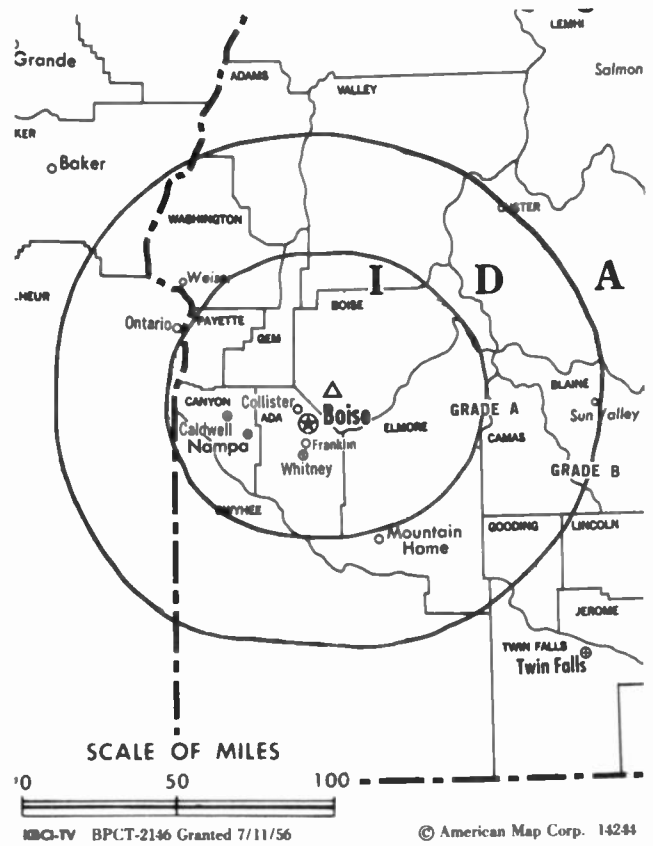 LEMHI
Grande
ADAMS
Salmon
VALLEY
KER
Baker
WASHINGTON
Weiser
I D A
HEUR
BOISE
Ontario
PAYETTE
GEM
BLAINE
CANYON
Collister
Boise
GRADE A
Sun Valley
ADA
Caldwell
ELMORE
Nampa
Franklin
CAMAS
Whitney
GRADE B
Mountain
Home
GOODING
LINCOLN
JEROME
TWIN FALLS
Twin Falls
SCALE OF MILES
0 50 100
KBCI-TV BPCT-2146 Granted 7/11/56
© American Map Corp. 14244